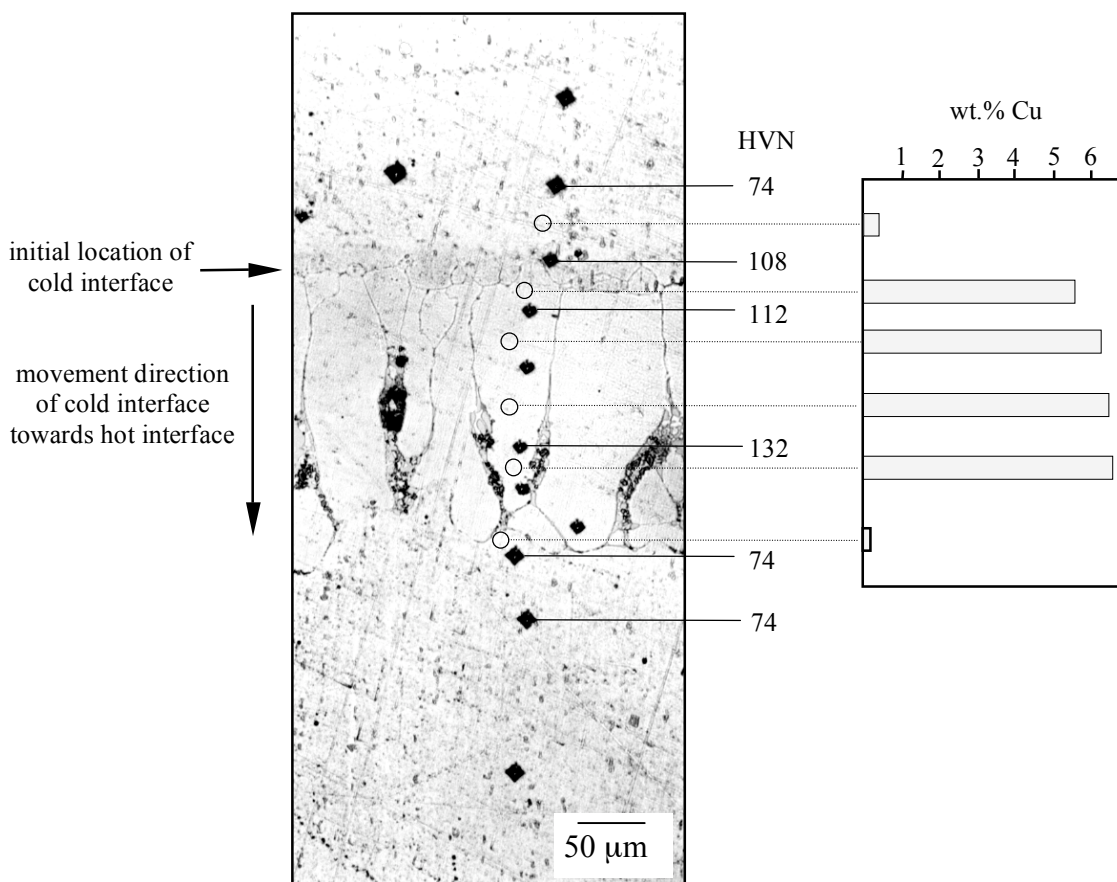 wt.% Cu
HVN
1 2 3 4 5 6
74
initial location of
cold interface
108
112
movement direction
of cold interface
towards hot interface
132
74
74
50 μm